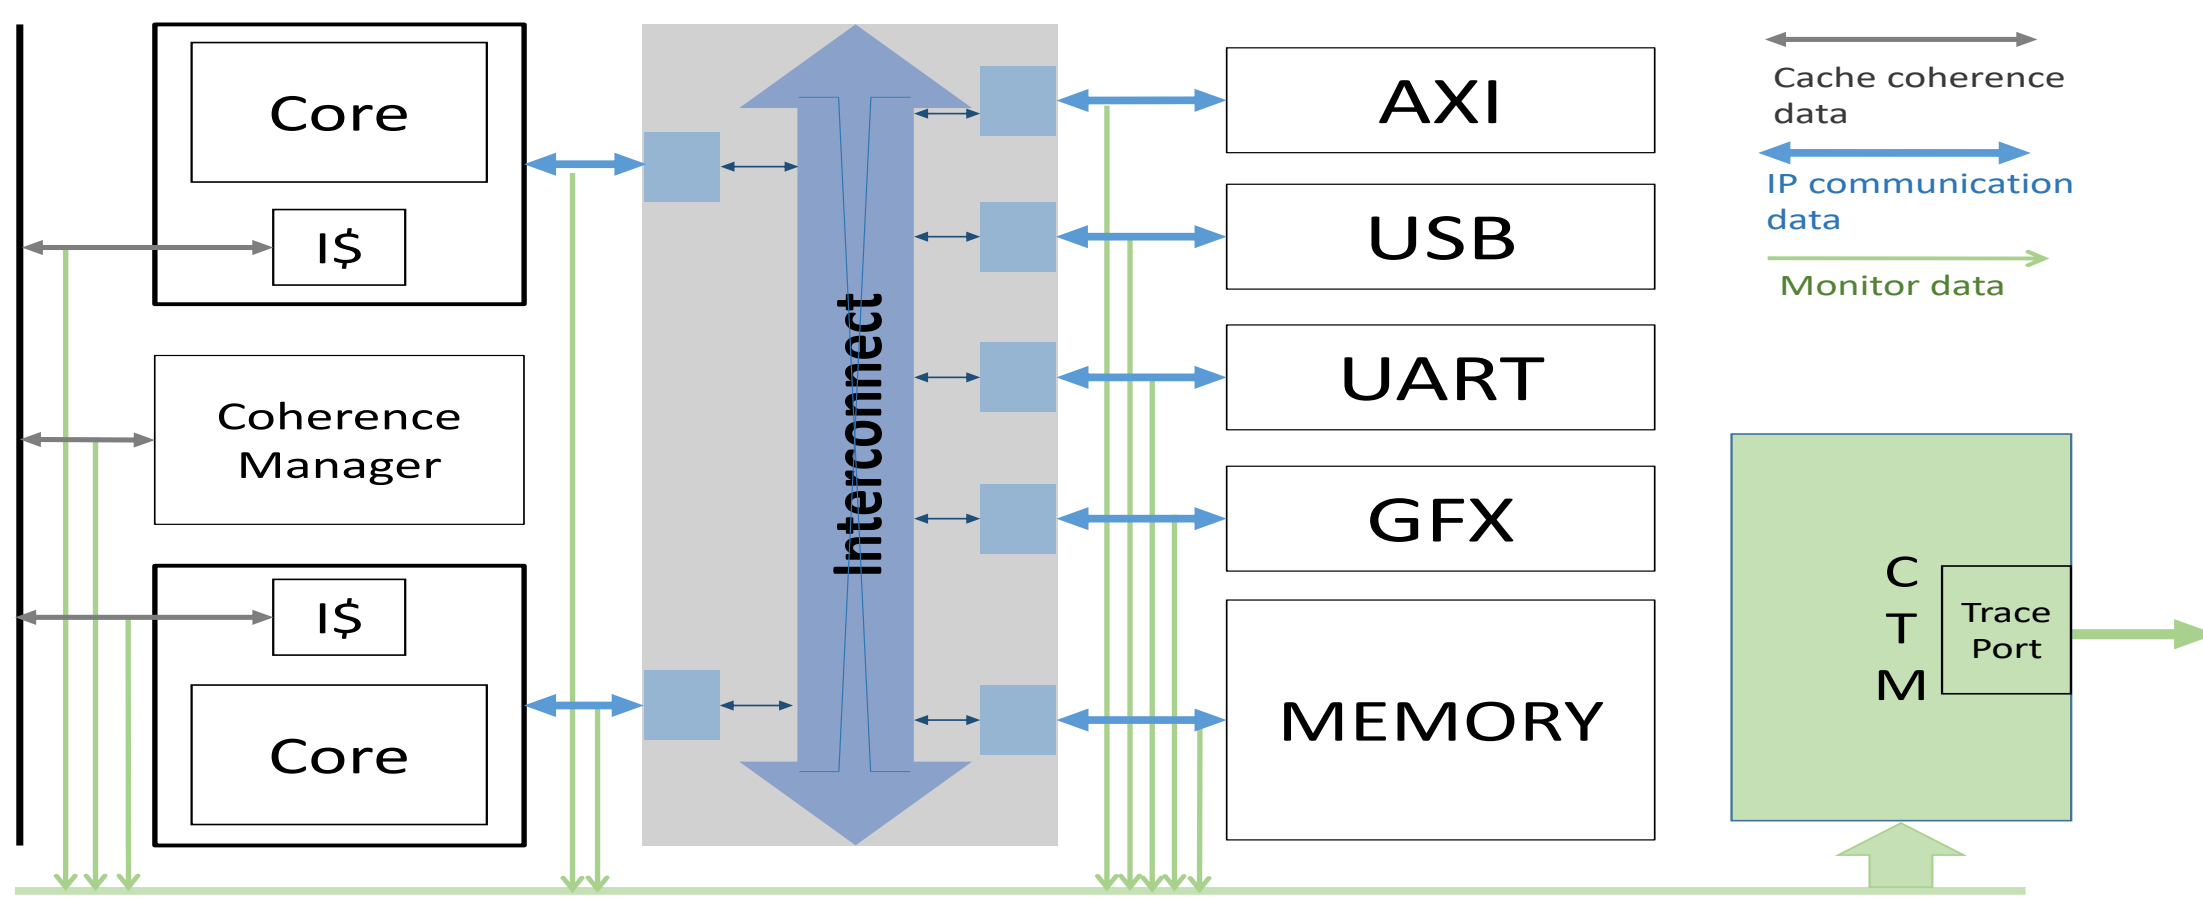 Core
I$
Coherence
Manager
I$
Core
Interconnect
AXI
USB
UART
GFX
MEMORY
Cache coherence
data
IP communication
data
Monitor data
C
T
M
Trace
Port